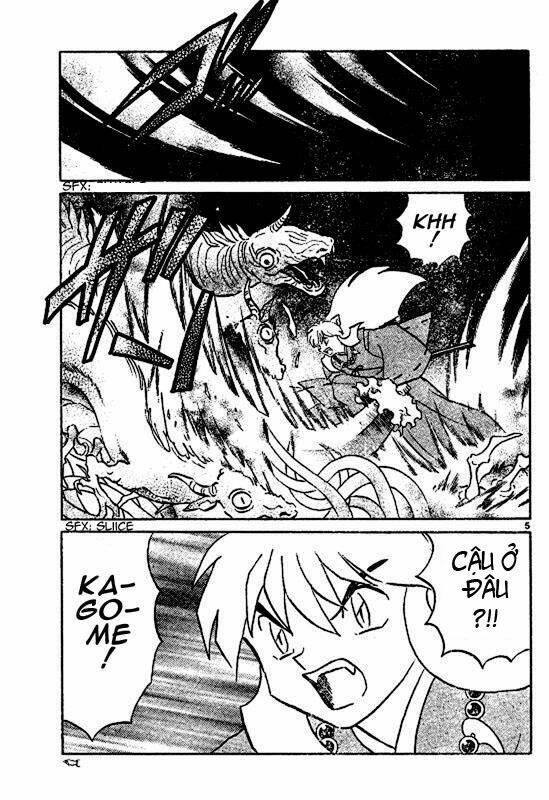 SFX:
KHH
!
SFX: SLIICE
5
CẬU Ở
ĐÂU
?!!
KA-
GO-
ME
!